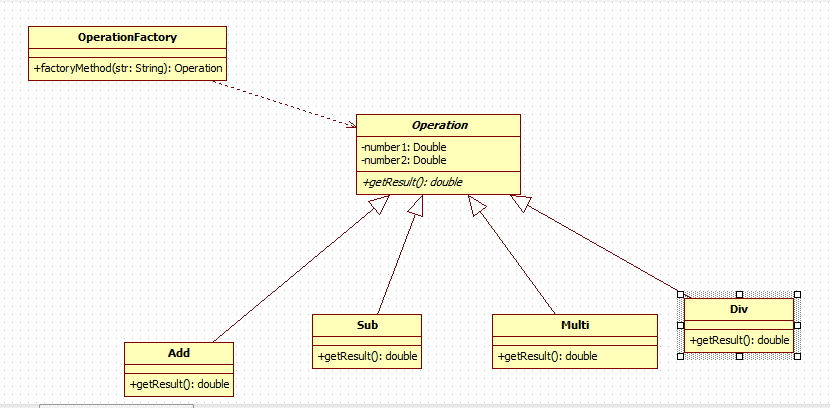 OperationFactory
+factoryMethod(str: String): Operation
Operation
-number1: Double
-number2: Double
+getResult(): double
Add
+getResult(): double
Sub
+getResult(): double
Multi
+getResult(): double
Div
+getResult(): double